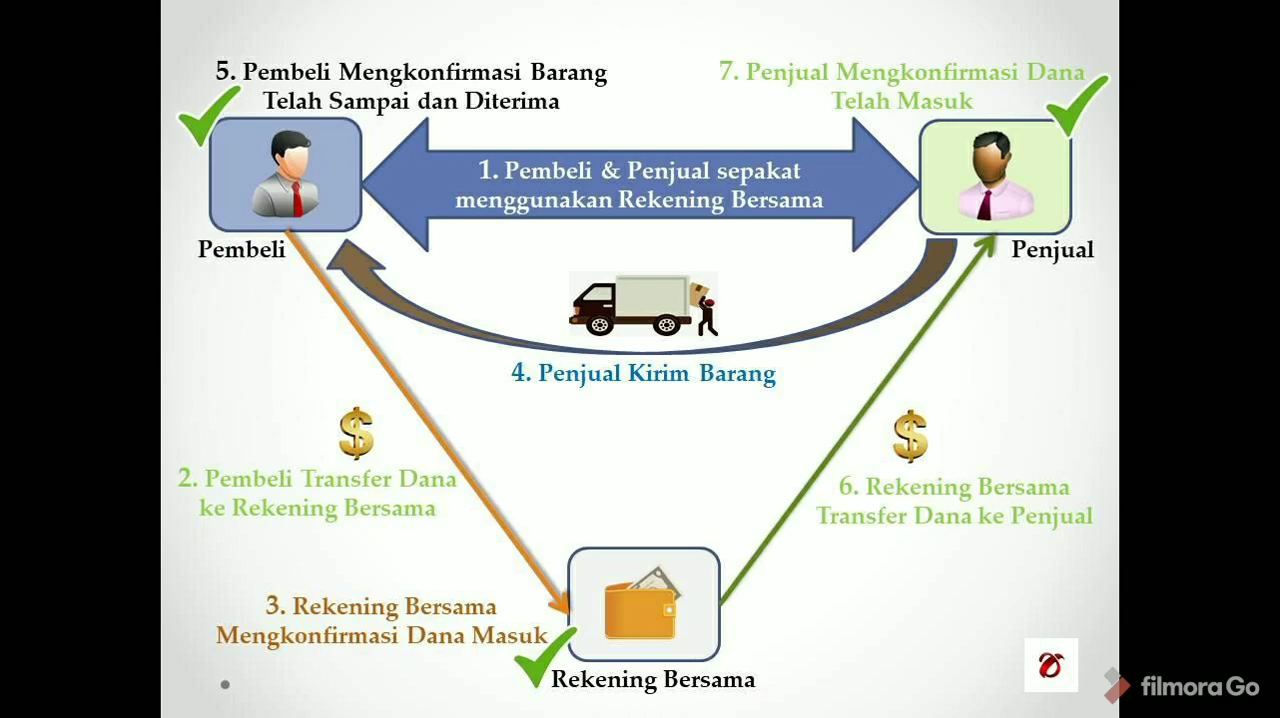 5. Pembeli Mengkonfirmasi Barang
Telah Sampai dan Diterima
7. Penjual Mengkonfirmasi Dana
Telah Masuk
1. Pembeli & Penjual sepakat
menggunakan Rekening Bersama
Pembeli
Penjual
4. Penjual Kirim Barang
$
$
2. Pembeli Transfer Dana
ke Rekening Bersama
6. Rekening Bersama
Transfer Dana ke Penjual
3. Rekening Bersama
Mengkonfirmasi Dana Masuk
Rekening Bersama
filmora Go